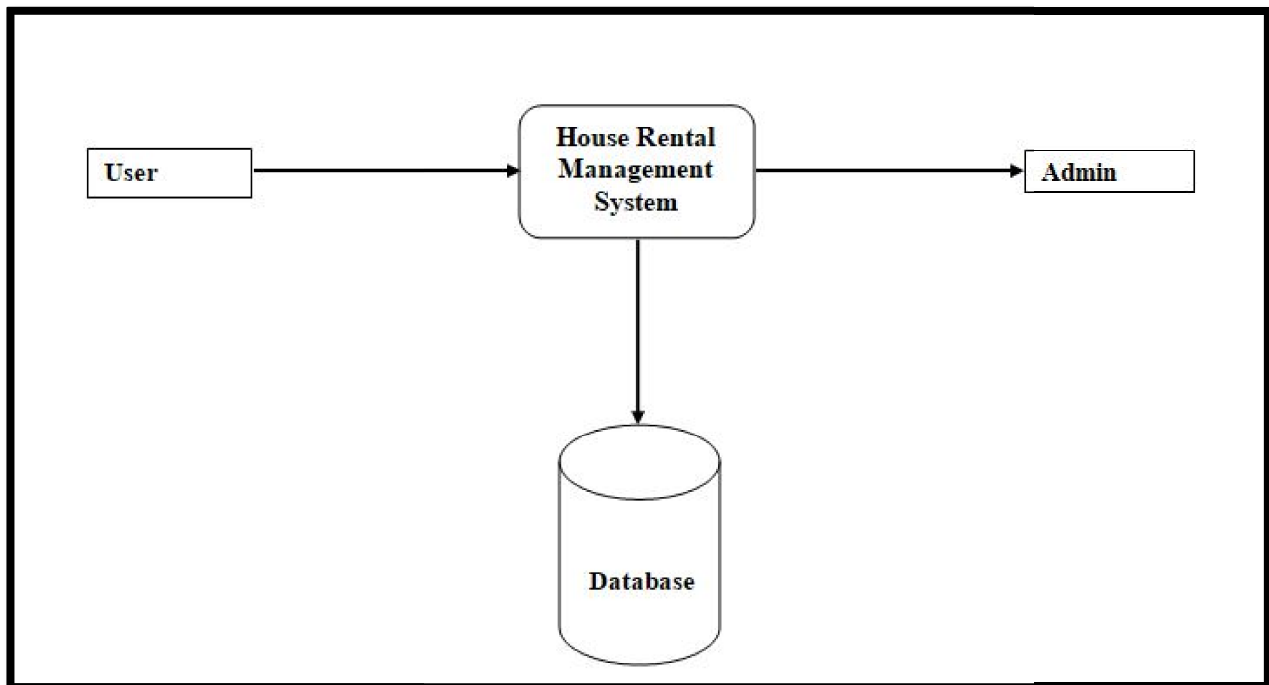 User
House Rental
Management
System
Admin
Database